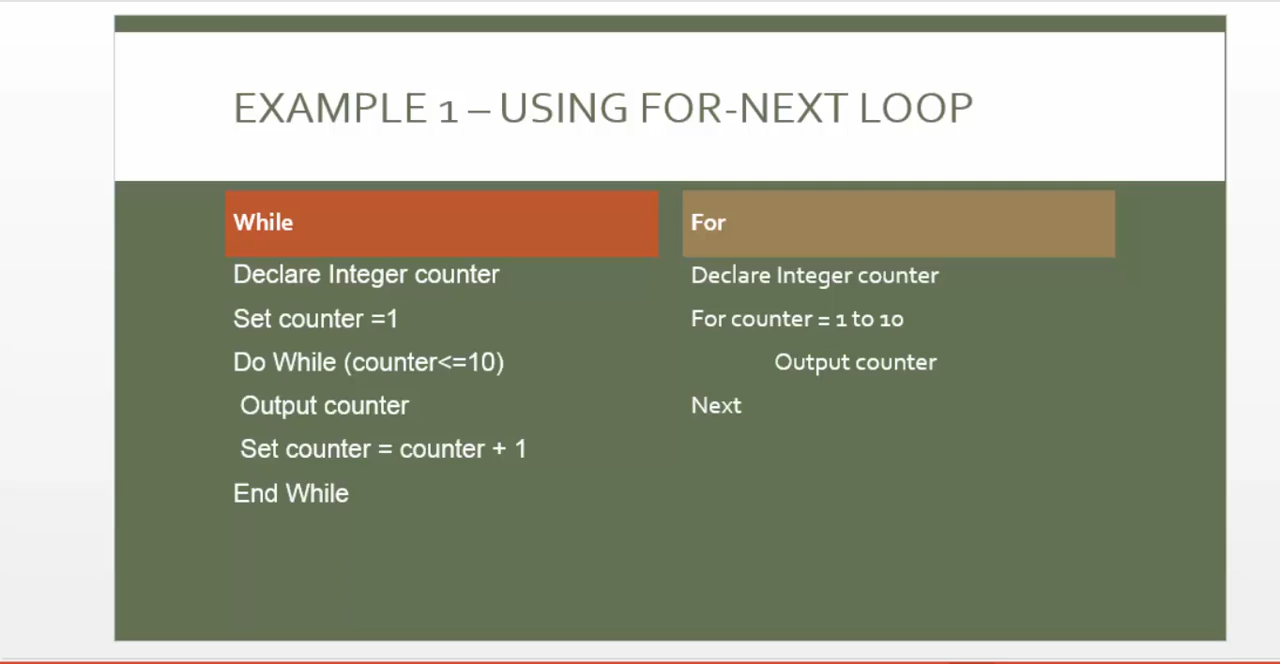 EXAMPLE 1 – USING FOR-NEXT LOOP
While
Declare Integer counter
Set counter =1
Do While (counter<=10)
Output counter
Set counter = counter + 1
End While
For
Declare Integer counter
For counter = 1 to 10
Output counter
Next